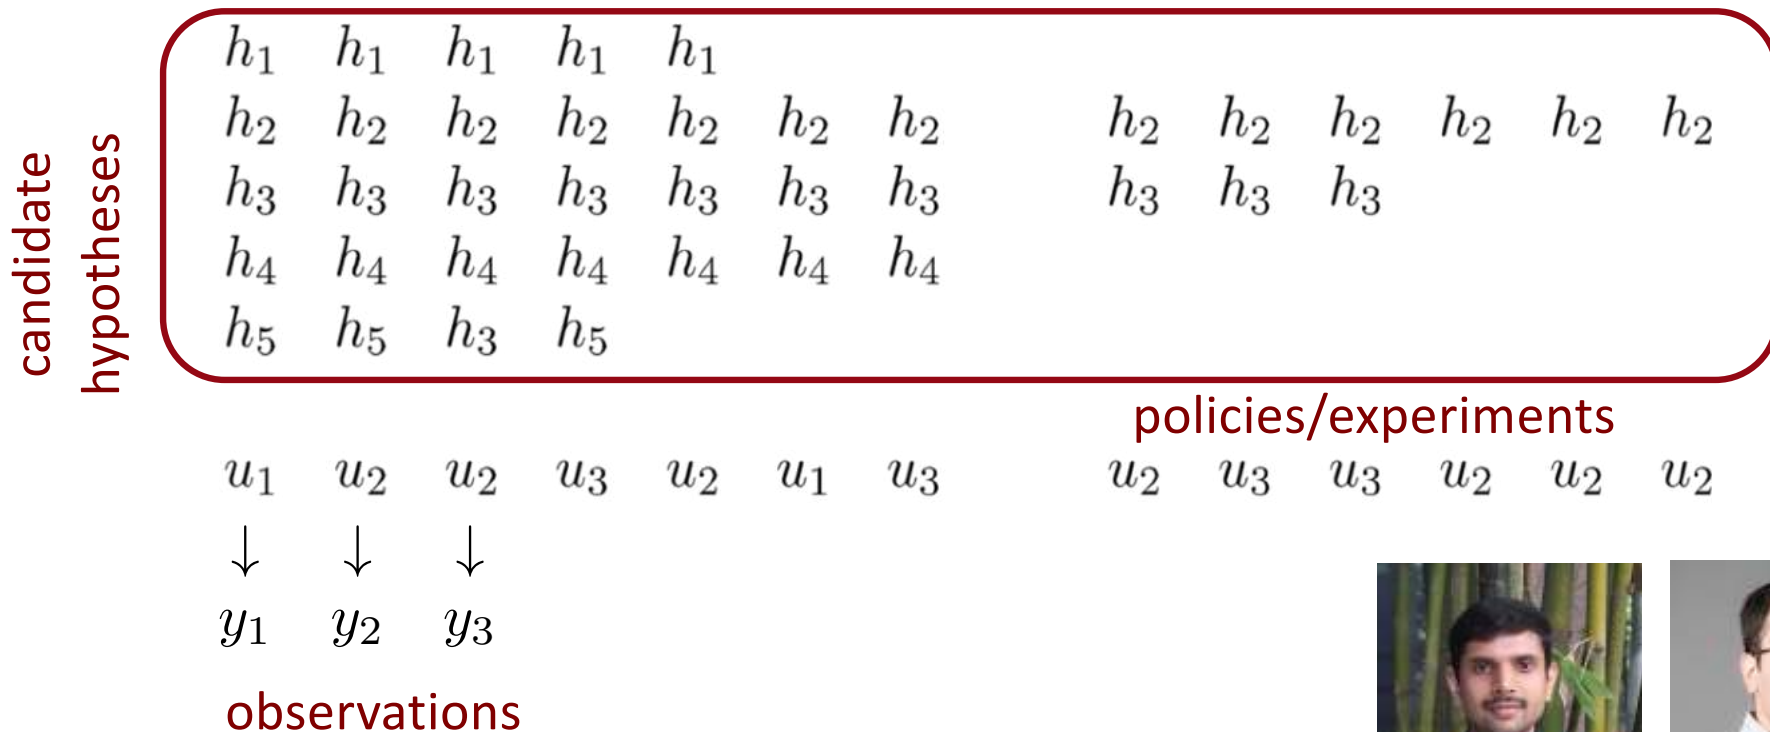 candidate
hypotheses
h₁ h₁ h₁ h₁ h₁
h₂ h₂ h₂ h₂ h₂ h₂ h₂ h₂ h₂ h₂ h₂ h₂ h₂
h₃ h₃ h₃ h₃ h₃ h₃ h₃ h₃ h₃ h₃
h₄ h₄ h₄ h₄ h₄ h₄ h₄
h₅ h₅ h₃ h₅
policies/experiments
u₁ u₂ u₂ u₃ u₂ u₁ u₃ u₂ u₃ u₃ u₂ u₂ u₂
↓ ↓ ↓
y₁ y₂ y₃
observations